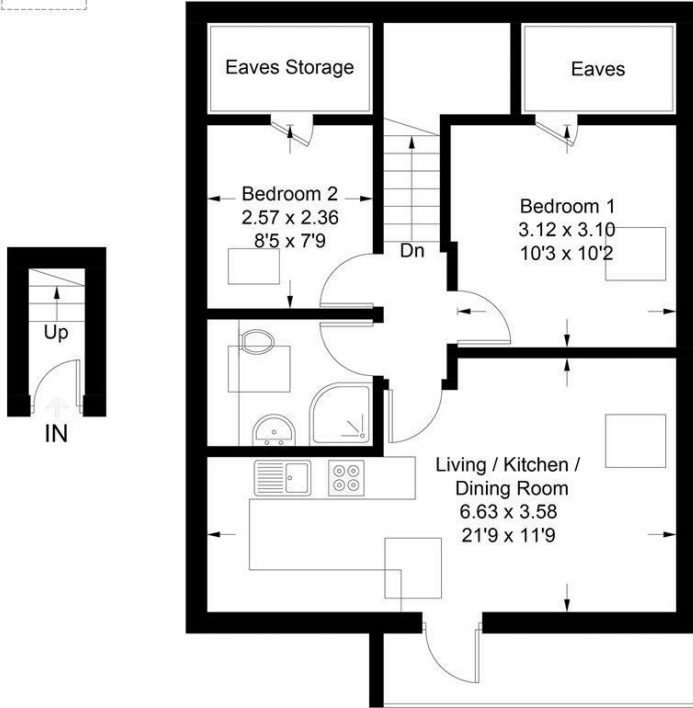 Eaves Storage
Eaves
Bedroom 2
2.57 x 2.36
8'5 x 7'9
Bedroom 1
3.12 x 3.10
10'3 x 10'2
Dn
Up
IN
Living / Kitchen /
Dining Room
6.63 x 3.58
21'9 x 11'9